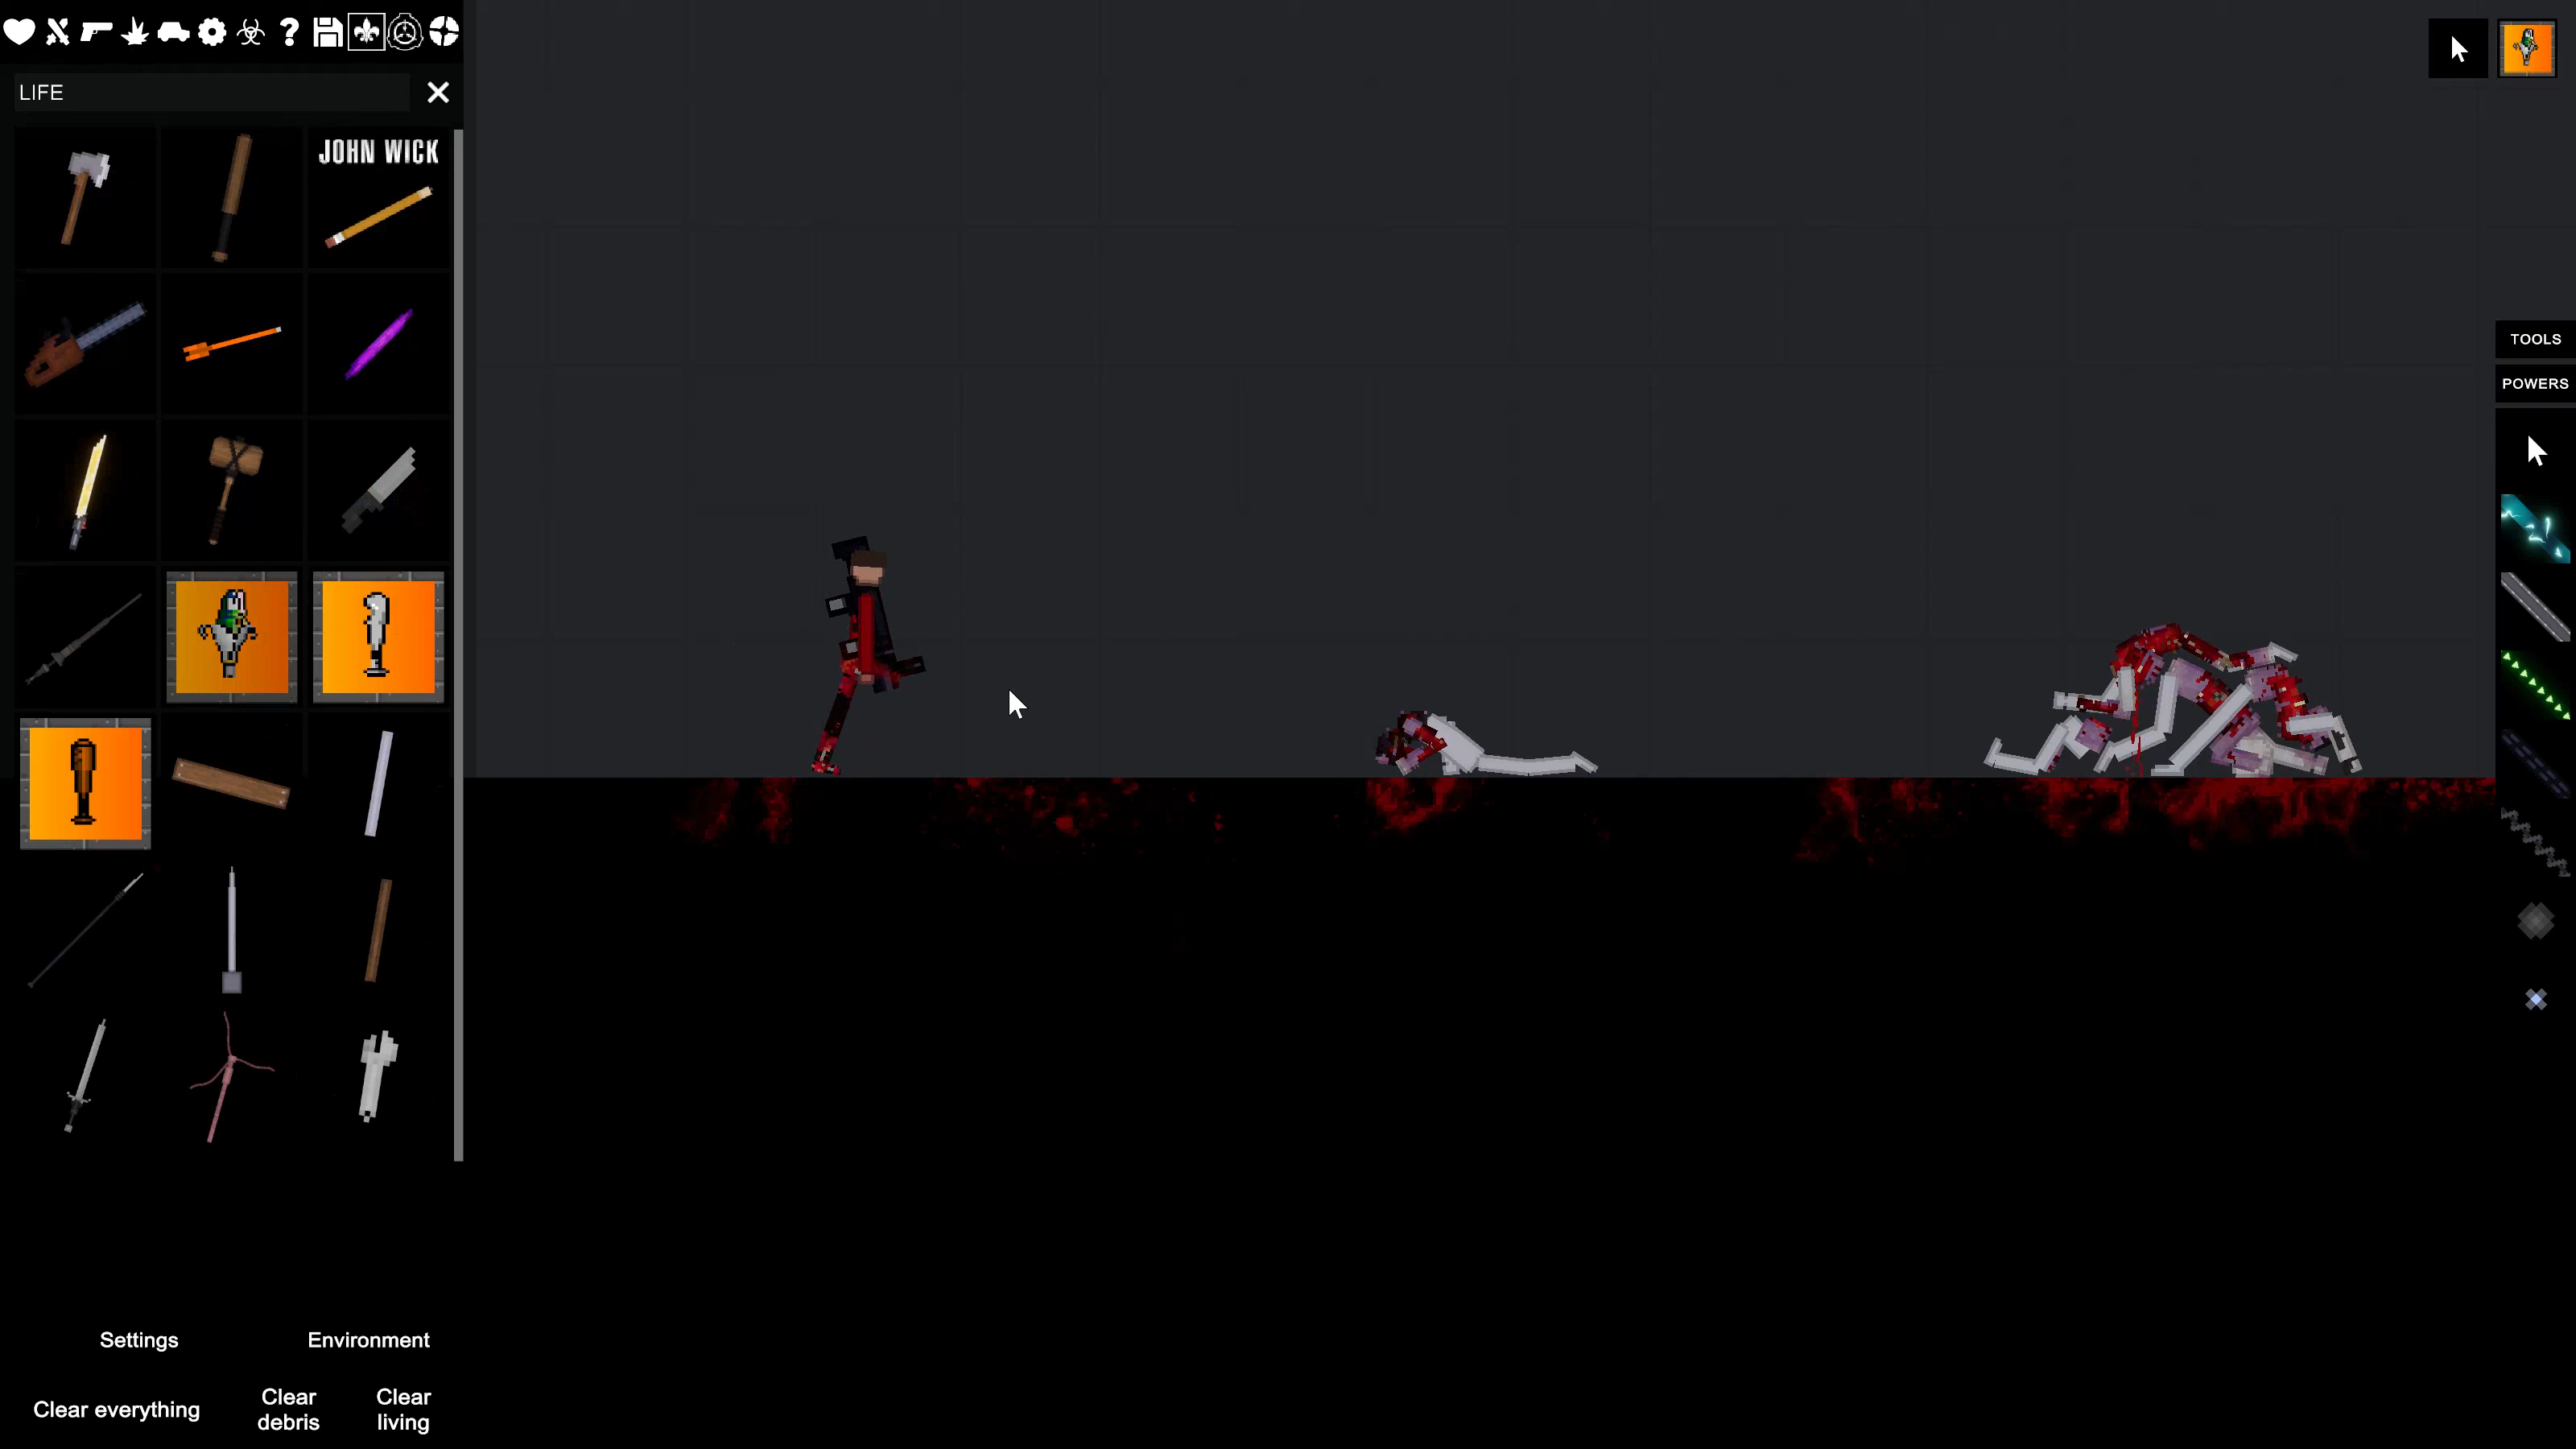 LIFE
JOHN WICK
TOOLS
POWERS
Settings
Environment
Clear everything
Clear
debris
Clear
living